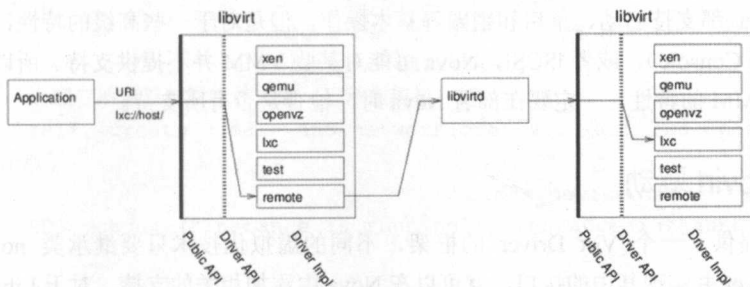 libvirt
libvirt
xen
qemu
openvz
lxc
test
remote
Application
URI
lxc://host/
libvirtd
xen
qemu
openvz
lxc
test
remote
Public API
Driver API
Driver Impl
Public API
Driver API
Driver Impl